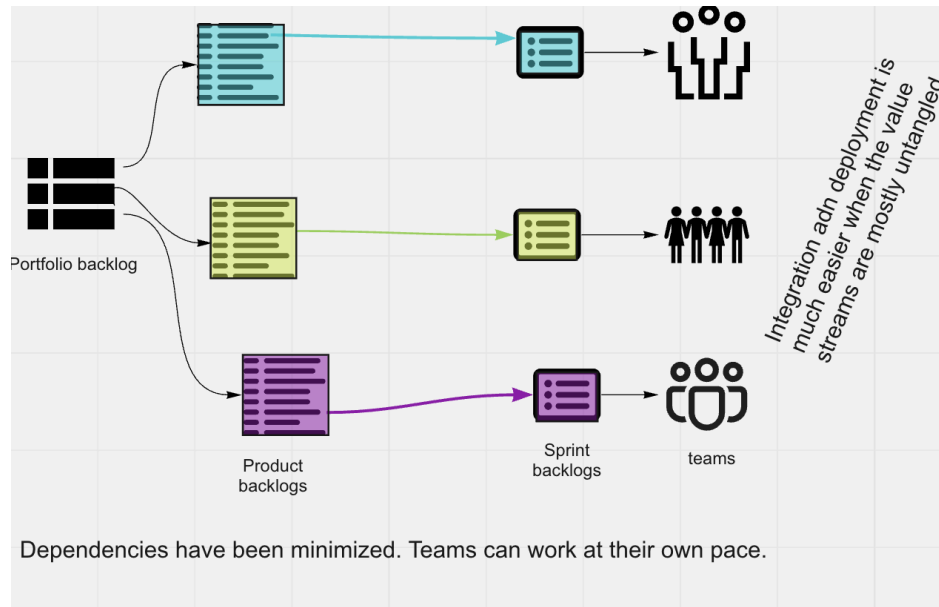 Portfolio backlog
Product
backlogs
Sprint
backlogs
teams
Integration adn deployment is
much easier when the value
streams are mostly untangled
Dependencies have been minimized. Teams can work at their own pace.